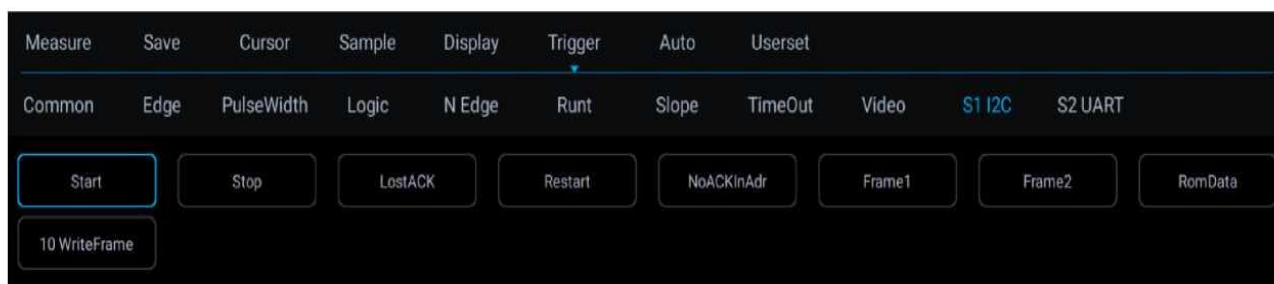 Measure Save Cursor Sample Display Trigger Auto Userset
Common Edge PulseWidth Logic N Edge Runt Slope TimeOut Video S1 I2C S2 UART
Start Stop LostACK Restart NoACKInAdr Frame1 Frame2 RomData
10 WriteFrame